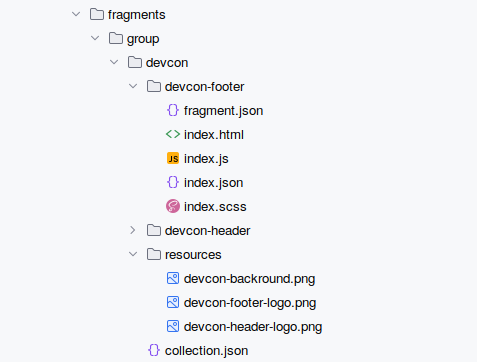 fragments
group
devcon
devcon-footer
{} fragment.json
<> index.html
JS index.js
{} index.json
index.scss
devcon-header
resources
devcon-backround.png
devcon-footer-logo.png
devcon-header-logo.png
{} collection.json